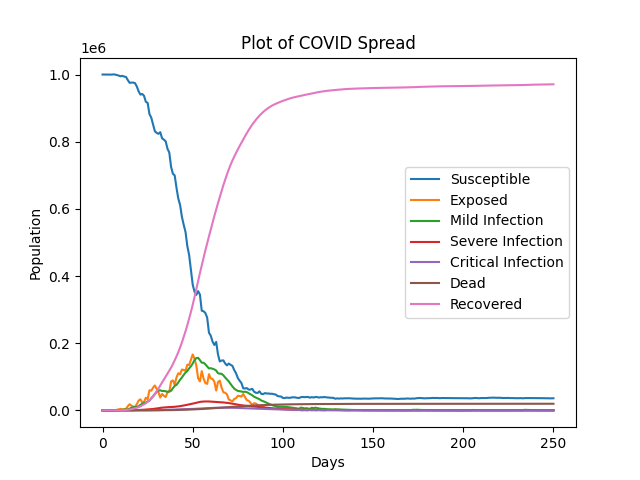 Plot of COVID Spread
1e6
1.0
0.8
0.6
0.4
0.2
0.0
Population
0 50 100 150 200 250
Days
Susceptible
Exposed
Mild Infection
Severe Infection
Critical Infection
Dead
Recovered